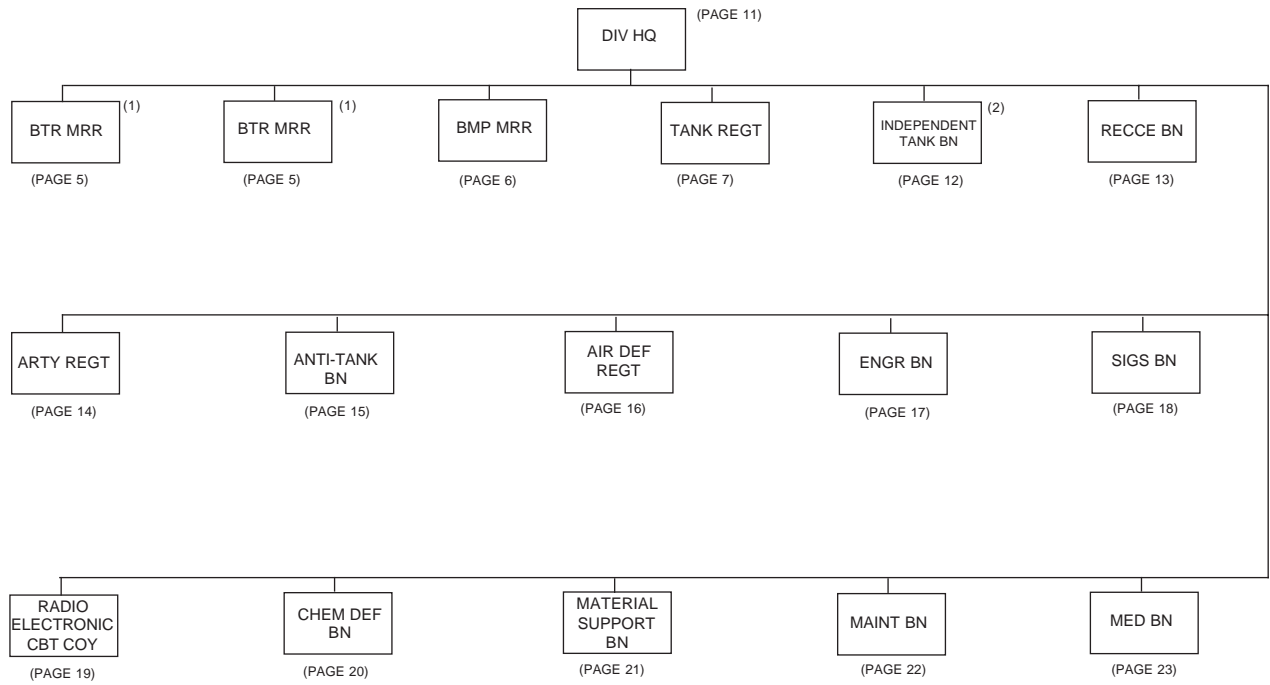 (PAGE 11)
DIV HQ
BTR MRR
(1)
BTR MRR
(1)
BMP MRR
TANK REGT
INDEPENDENT
TANK BN
(2)
RECCE BN
(PAGE 5)
(PAGE 5)
(PAGE 6)
(PAGE 7)
(PAGE 12)
(PAGE 13)
ARTY REGT
ANTI-TANK
BN
AIR DEF
REGT
ENGR BN
SIGS BN
(PAGE 14)
(PAGE 15)
(PAGE 16)
(PAGE 17)
(PAGE 18)
RADIO
ELECTRONIC
CBT COY
CHEM DEF
BN
MATERIAL
SUPPORT
BN
MAINT BN
MED BN
(PAGE 19)
(PAGE 20)
(PAGE 21)
(PAGE 22)
(PAGE 23)